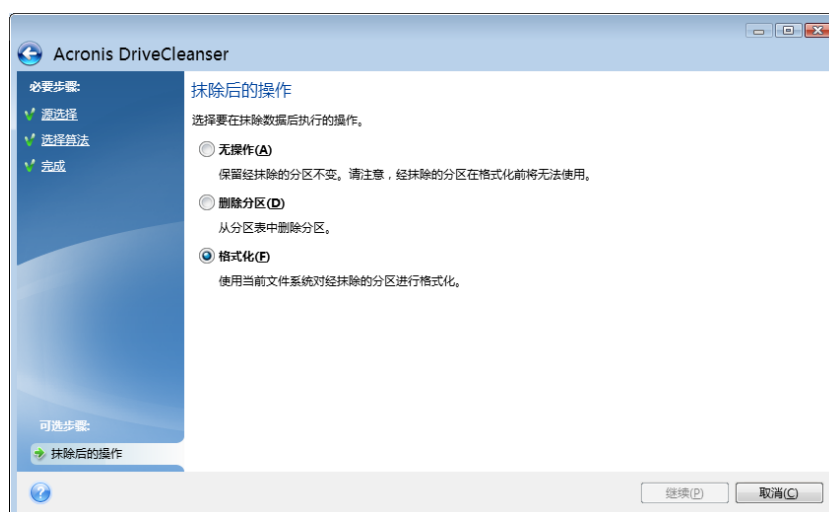 Acronis DriveCleanser
必要步骤:
源选择
选择算法
完成
可选步骤:
抹除后的操作
抹除后的操作
选择要在抹除数据后执行的操作。
无操作(A)
保留经抹除的分区不变。请注意，经抹除的分区在格式化前将无法使用。
删除分区(D)
从分区表中删除分区。
格式化(F)
使用当前文件系统对经抹除的分区进行格式化。
继续(P)
取消(C)